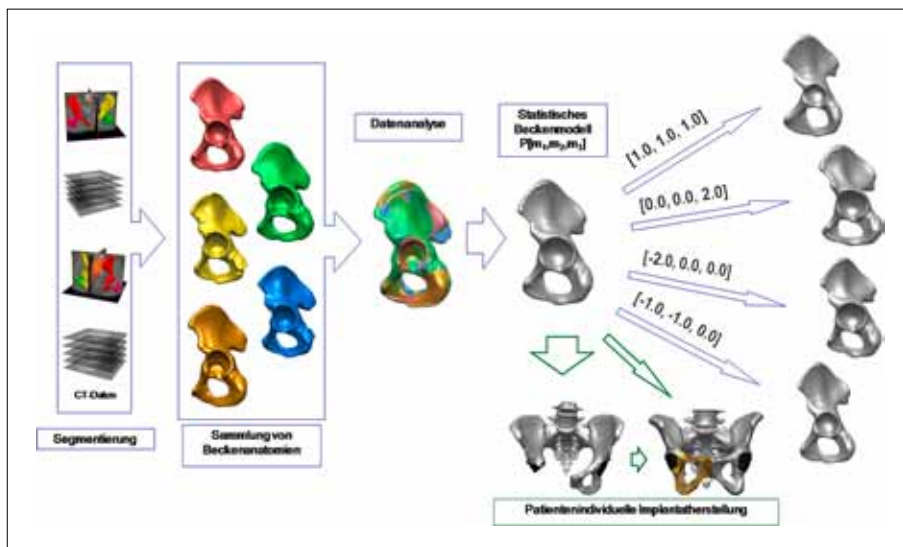 CT-Daten
Segmentierung
Sammlung von
Beckenanatomien
Datenanalyse
Statistisches
Beckenmodell
P[m₁,m₂,m₃]
[1.0, 1.0, 1.0]
[0.0, 0.0, 2.0]
[-2.0, 0.0, 0.0]
[-1.0, -1.0, 0.0]
Patientenindividuelle Implantatherstellung